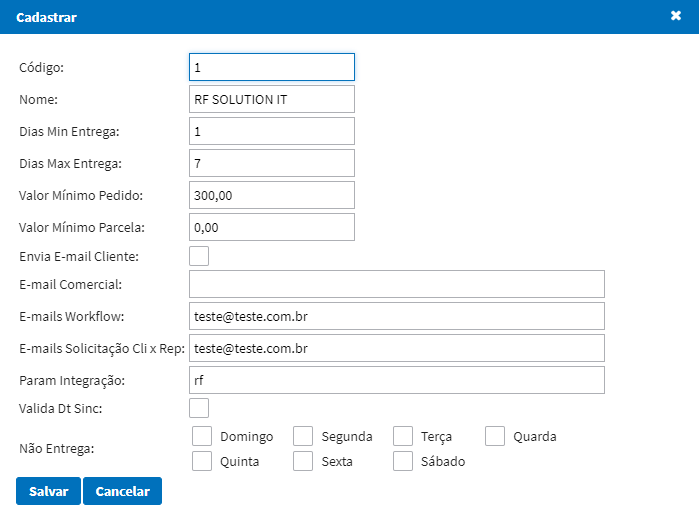 Cadastrar
Código: 1
Nome: RF SOLUTION IT
Dias Min Entrega: 1
Dias Max Entrega: 7
Valor Mínimo Pedido: 300,00
Valor Mínimo Parcela: 0,00
Envia E-mail Cliente:
E-mail Comercial:
E-mails Workflow: teste@teste.com.br
E-mails Solicitação Cli x Rep: teste@teste.com.br
Param Integração: rf
Valida Dt Sinc:
Não Entrega:
Domingo Segunda Terça Quarda
Quinta Sexta Sábado
Salvar Cancelar